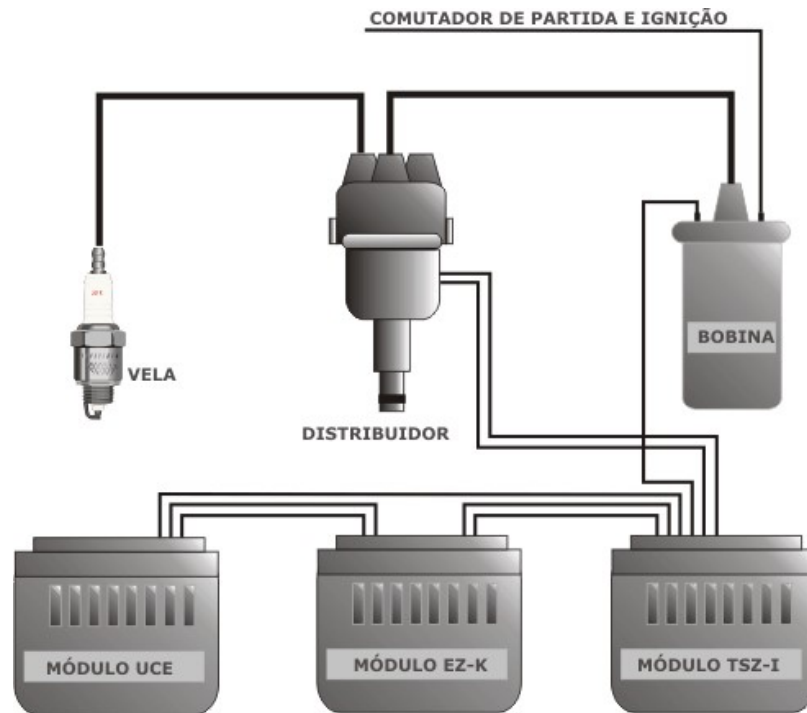 COMUTADOR DE PARTIDA E IGNIÇÃO
VELA
DISTRIBUIDOR
BOBINA
MÓDULO UCE
MÓDULO EZ-K
MÓDULO TSZ-I